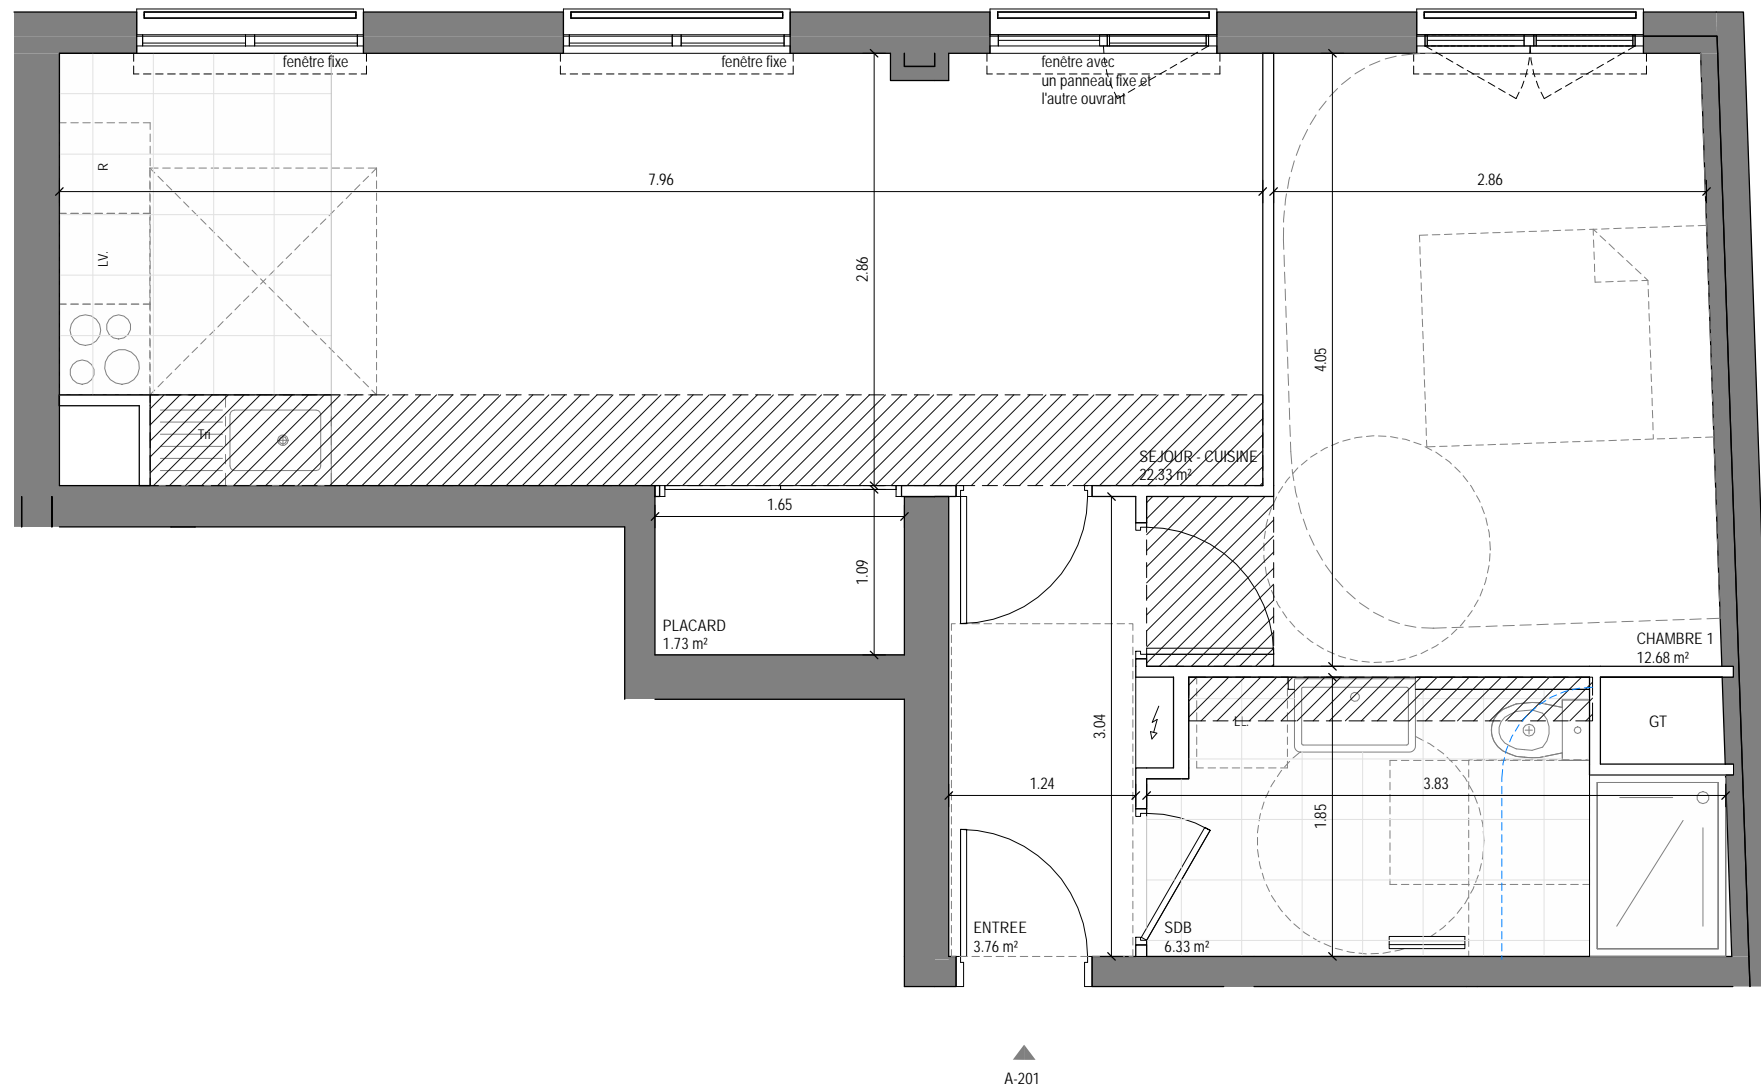 fenêtre fixe
fenêtre fixe
fenêtre avec
un panneau fixe et
l'autre ouvrant
R
7.96
2.86
LV.
2.86
4.05
Tri
SEJOUR - CUISINE
22.33 m²
1.65
1.09
PLACARD
1.73 m²
CHAMBRE 1
12.68 m²
3.04
LL.
GT
1.24
3.83
1.85
ENTREE
3.76 m²
SDB
6.33 m²
A-201